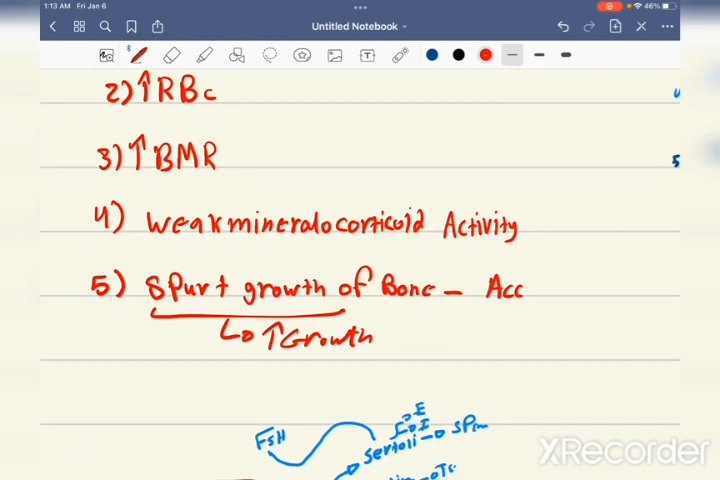 1:13 AM Fri Jan 6
46%
Untitled Notebook
2) ↑ RBc
3) ↑ BMR
4) Weak mineralocorticoid Activity
5) Spurt growth of Bone - Acc
↳ ↑ Growth
FSH
E
I
Sertoli → Sperm
XRecorder